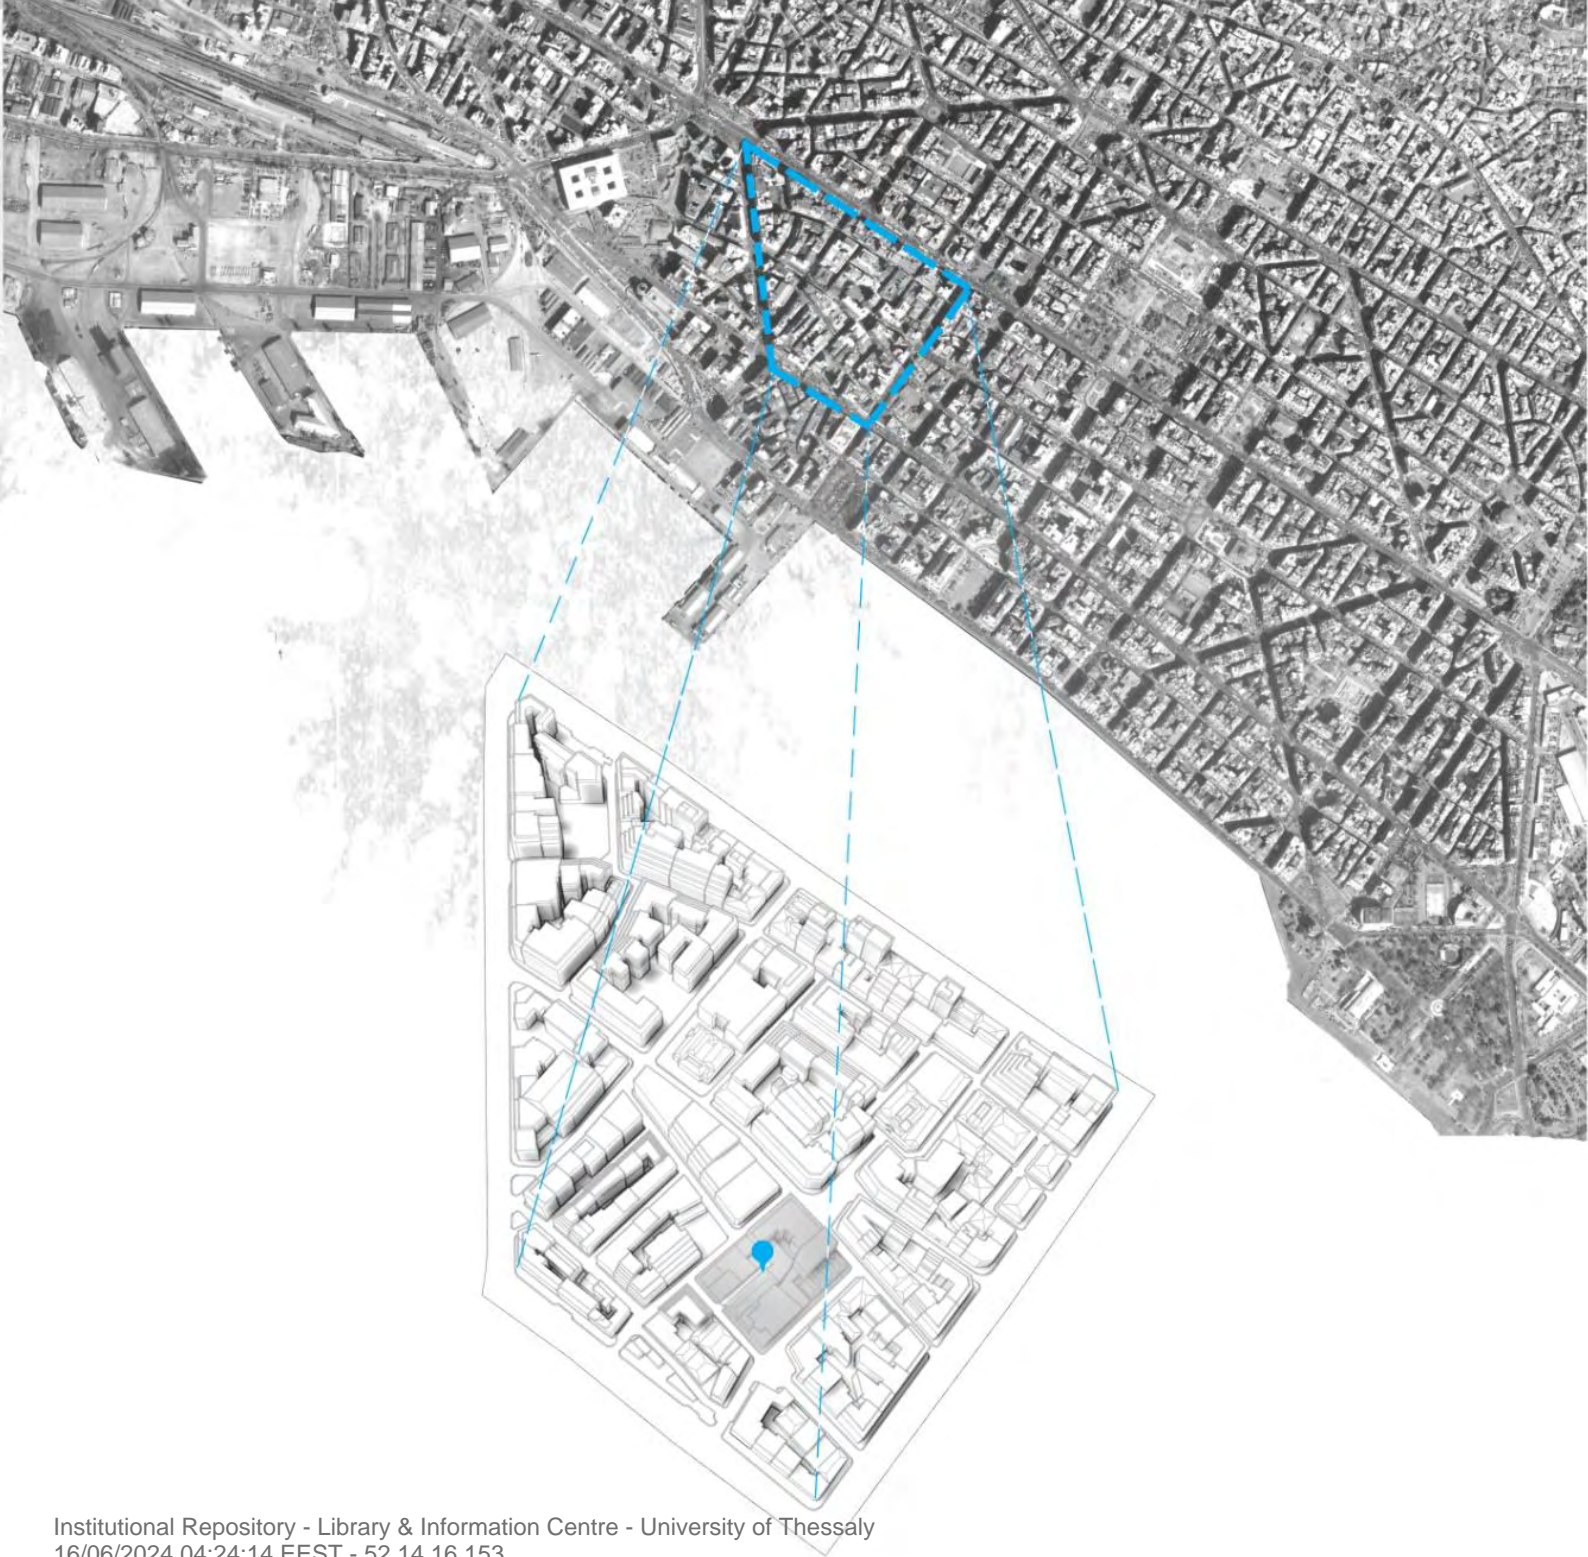 Institutional Repository - Library & Information Centre - University of Thessaly
16/06/2024 04:24:14 EEST - 52.14.16.153